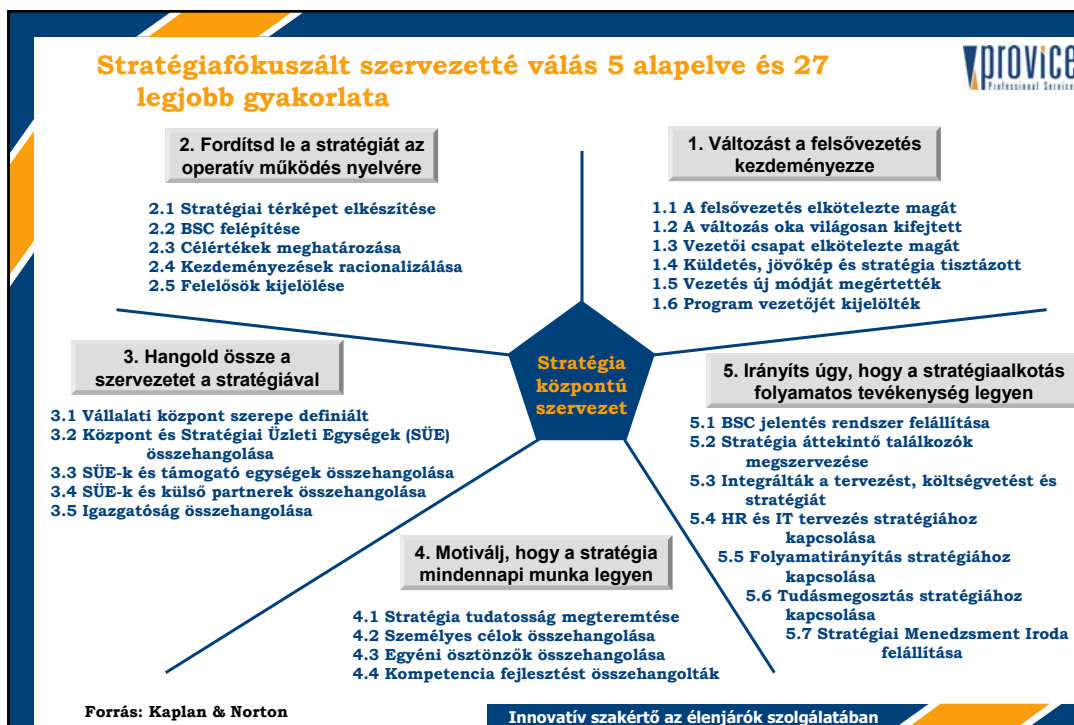 Stratégiafókuszált szervezetté válás 5 alapelve és 27
legjobb gyakorlata
provice
Professional Service
2. Fordítsd le a stratégiát az
operatív működés nyelvére
2.1 Stratégiai térképet elkészítése
2.2 BSC felépítése
2.3 Célértékek meghatározása
2.4 Kezdeményezések racionalizálása
2.5 Felelősök kijelölése
1. Változást a felsővezetés
kezdeményezze
1.1 A felsővezetés elkötelezte magát
1.2 A változás oka világosan kifejtett
1.3 Vezetői csapat elkötelezte magát
1.4 Küldetés, jövőkép és stratégia tisztázott
1.5 Vezetés új módját megértették
1.6 Program vezetőjét kijelölték
3. Hangold össze a
szervezetet a stratégiával
3.1 Vállalati központ szerepe definiált
3.2 Központ és Stratégiai Üzleti Egységek (SÜE)
összehangolása
3.3 SÜE-k és támogató egységek összehangolása
3.4 SÜE-k és külső partnerek összehangolása
3.5 Igazgatóság összehangolása
Stratégia
központú
szervezet
5. Irányíts úgy, hogy a stratégiaalkotás
folyamatos tevékenység legyen
5.1 BSC jelentés rendszer felállítása
5.2 Stratégia áttekintő találkozók
megszervezése
5.3 Integrálták a tervezést, költségvetést és
stratégiát
5.4 HR és IT tervezés stratégiához
kapcsolása
5.5 Folyamatirányítás stratégiához
kapcsolása
5.6 Tudásmegosztás stratégiához
kapcsolása
5.7 Stratégiai Menedzsment Iroda
felállítása
4. Motiválj, hogy a stratégia
mindennapi munka legyen
4.1 Stratégia tudatosság megteremtése
4.2 Személyes célok összehangolása
4.3 Egyéni ösztönzők összehangolása
4.4 Kompetencia fejlesztést összehangolták
Forrás: Kaplan & Norton
Innovatív szakértő az élenjárók szolgálatában